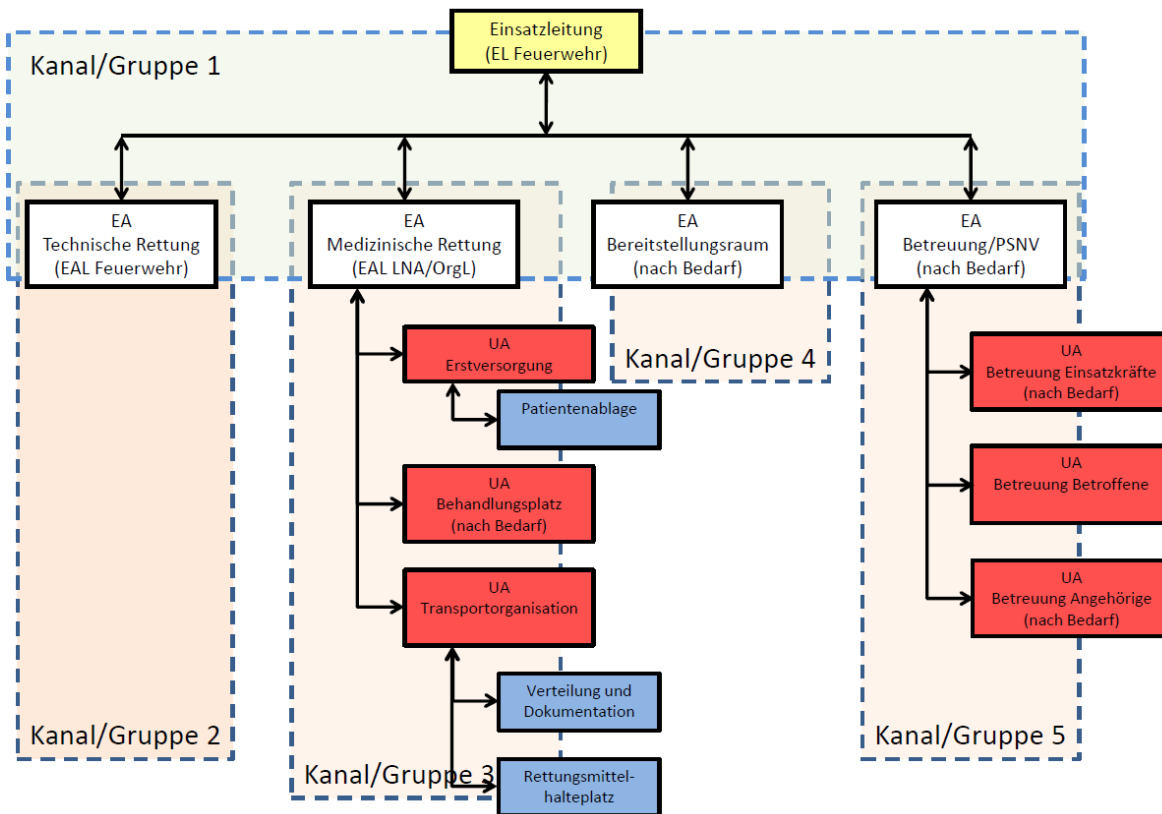 Einsatzleitung
(EL Feuerwehr)
Kanal/Gruppe 1
EA
Technische Rettung
(EAL Feuerwehr)
EA
Medizinische Rettung
(EAL LNA/OrgL)
EA
Bereitstellungsraum
(nach Bedarf)
EA
Betreuung/PSNV
(nach Bedarf)
Kanal/Gruppe 2
UA
Erstversorgung
Patientenablage
UA
Behandlungsplatz
(nach Bedarf)
UA
Transportorganisation
Verteilung und
Dokumentation
Rettungsmittel-
halteplatz
Kanal/Gruppe 3
Kanal/Gruppe 4
UA
Betreuung Einsatzkräfte
(nach Bedarf)
UA
Betreuung Betroffene
UA
Betreuung Angehörige
(nach Bedarf)
Kanal/Gruppe 5